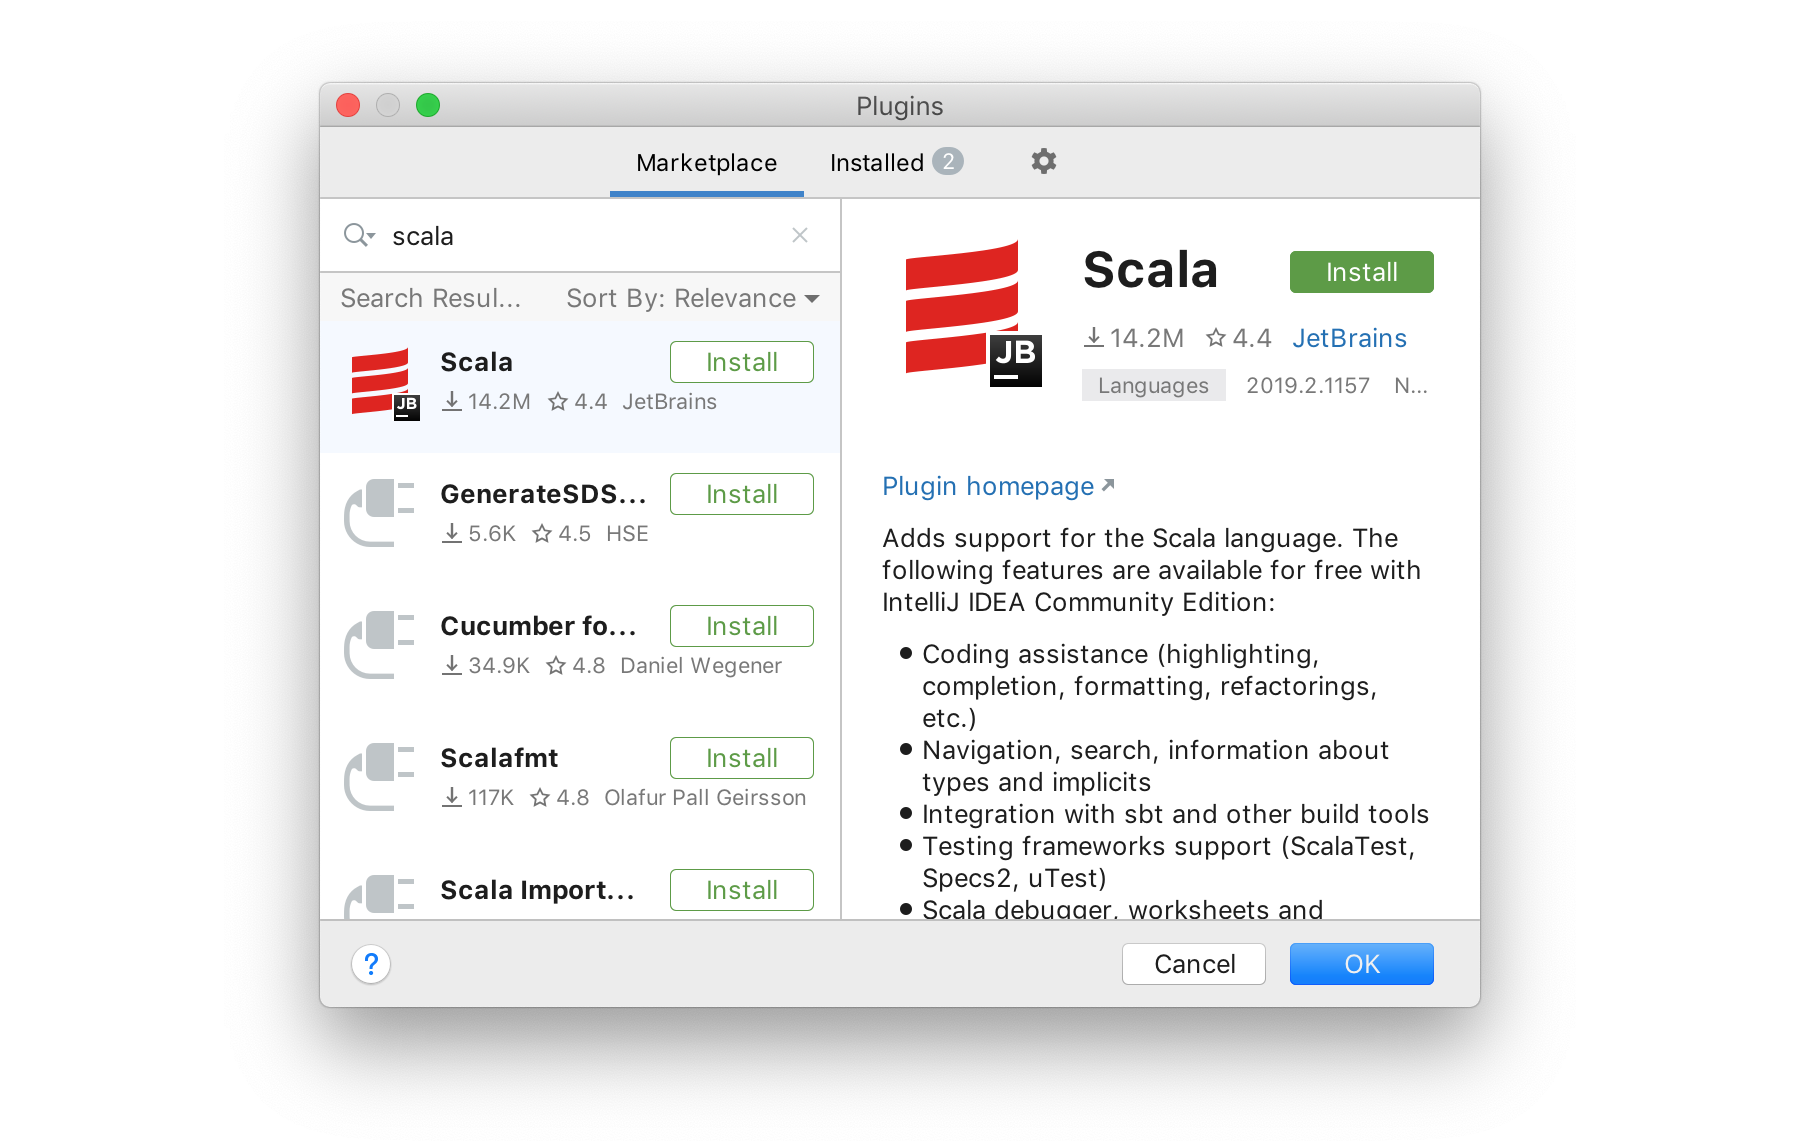 Plugins
Marketplace
Installed 2
scala
Search Resul...
Sort By: Relevance
Scala
Install
14.2M 4.4 JetBrains
JB
GenerateSDS...
Install
5.6K 4.5 HSE
Cucumber fo...
Install
34.9K 4.8 Daniel Wegener
Scalafmt
Install
117K 4.8 Olafur Pall Geirsson
Scala Import...
Install
JB
Scala
Install
14.2M 4.4 JetBrains
Languages 2019.2.1157 N...
Plugin homepage
Adds support for the Scala language. The
following features are available for free with
IntelliJ IDEA Community Edition:
• Coding assistance (highlighting,
completion, formatting, refactorings,
etc.)
• Navigation, search, information about
types and implicits
• Integration with sbt and other build tools
• Testing frameworks support (ScalaTest,
Specs2, uTest)
• Scala debugger, worksheets and
?
Cancel
OK